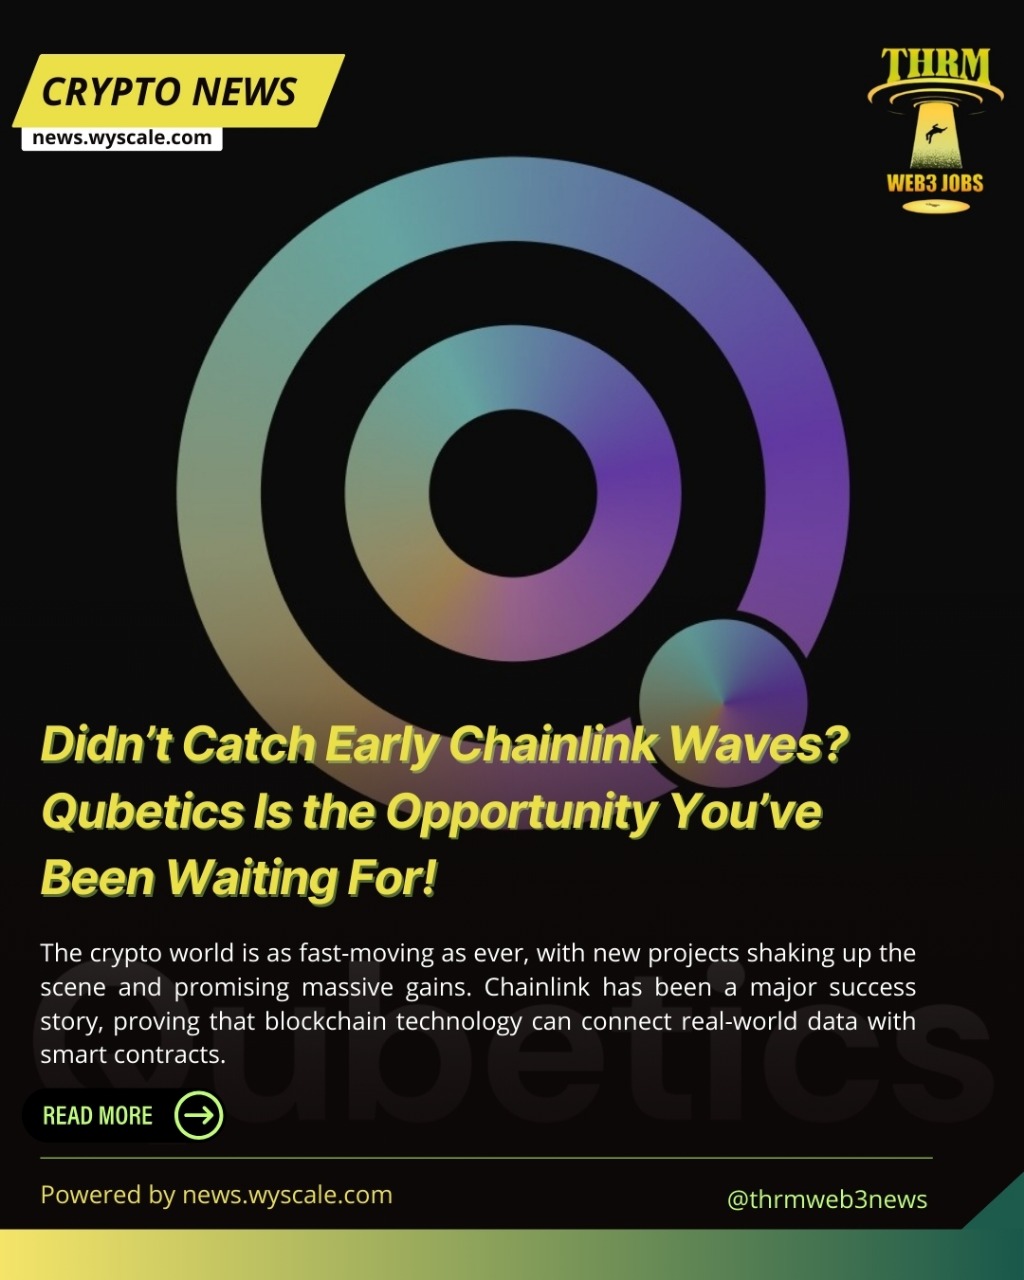 CRYPTO NEWS
news.wyscale.com
THRM
WEB3 JOBS
Didn’t Catch Early Chainlink Waves?
Qubetics Is the Opportunity You’ve
Been Waiting For!
The crypto world is as fast-moving as ever, with new projects shaking up the
scene and promising massive gains. Chainlink has been a major success
story, proving that blockchain technology can connect real-world data with
smart contracts.
Qubetics
READ MORE
Powered by news.wyscale.com
@thrmweb3news